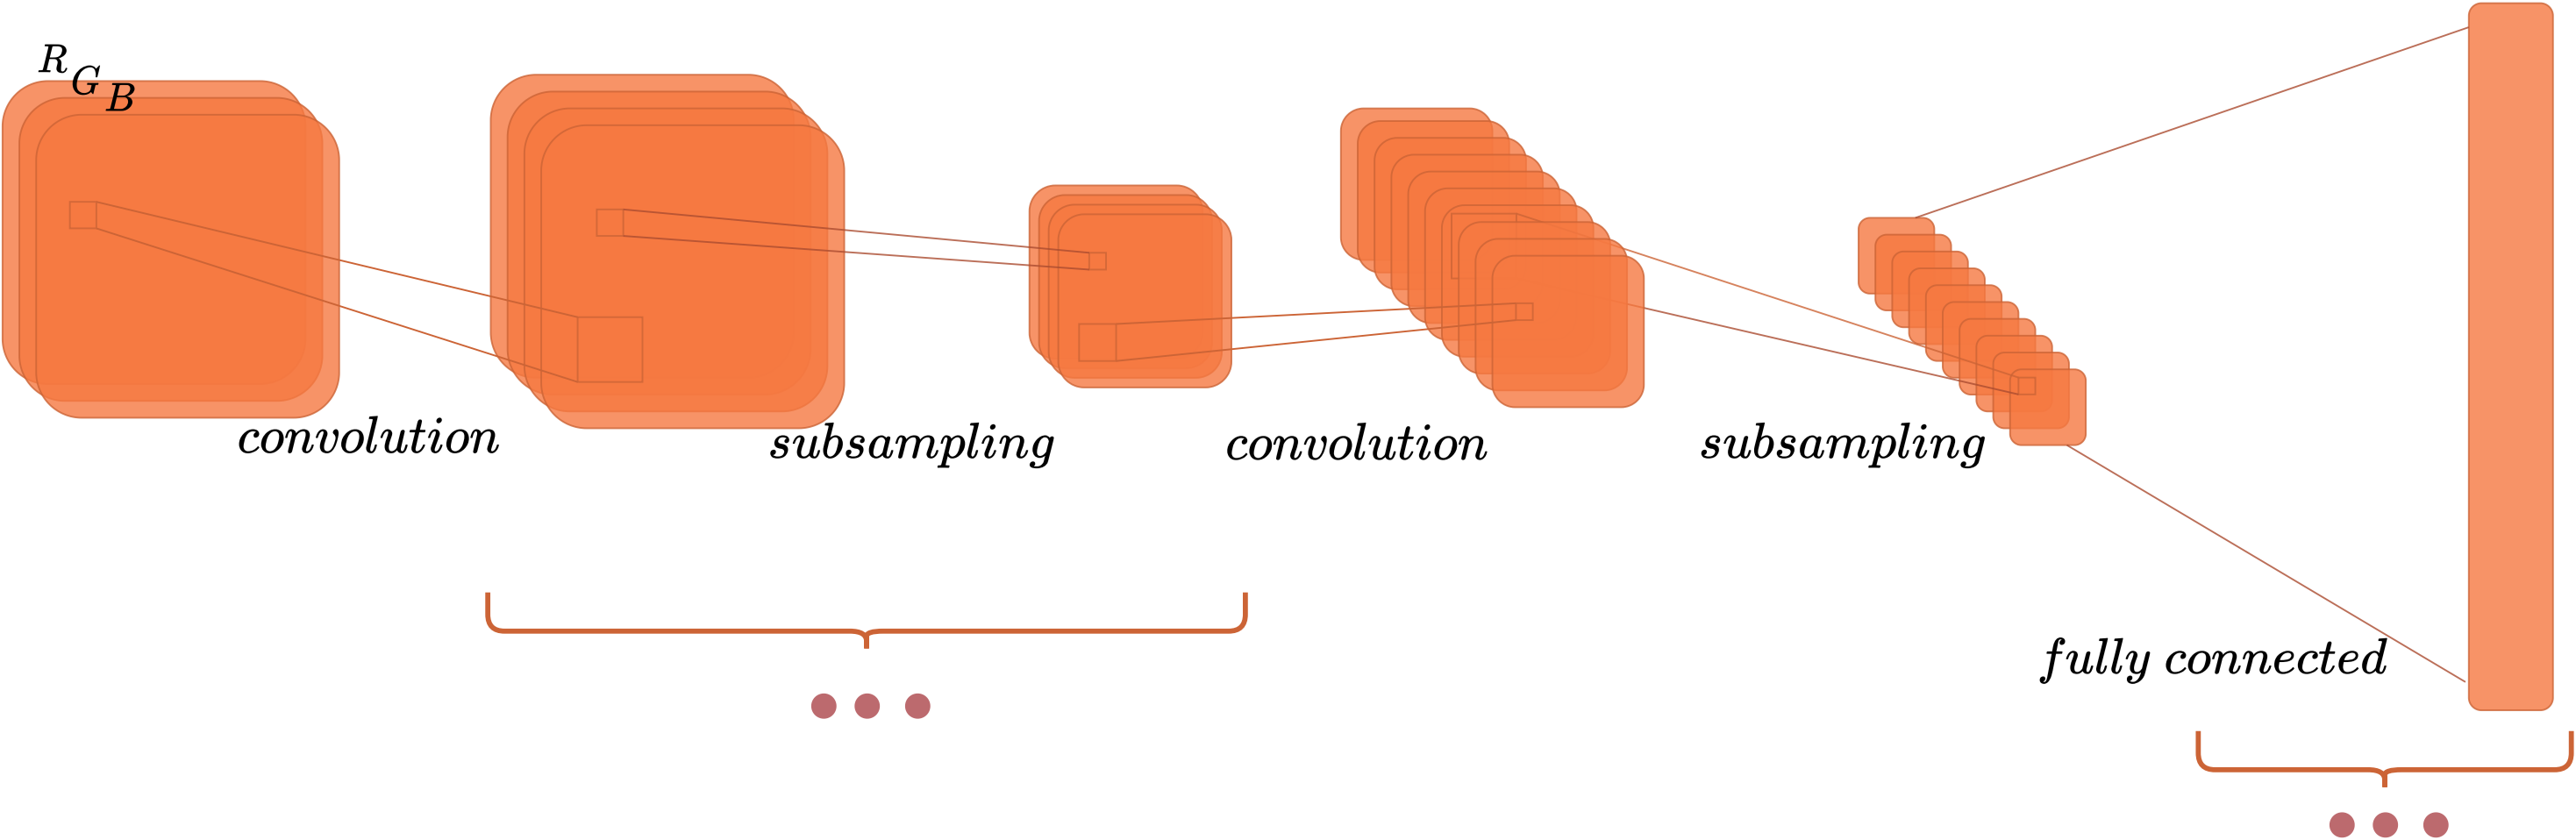 R
G
B
convolution
subsampling
convolution
subsampling
fully connected